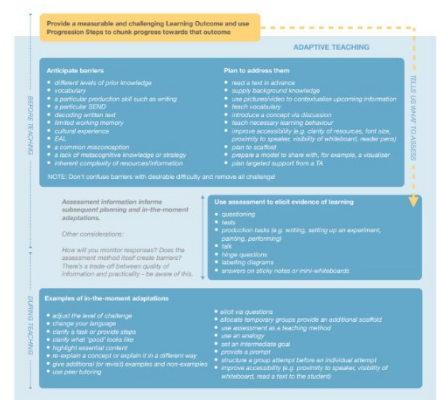 Provide a measurable and challenging Learning Outcome and use
Progression Steps to chunk progress towards that outcome
ADAPTIVE TEACHING
BEFORE TEACHING
Anticipate barriers
• different levels of prior knowledge
• vocabulary
• a particular production skill such as writing
• a particular SEND
• decoding written text
• limited working memory
• cultural experience
• EAL
• a common misconception
• a lack of metacognitive knowledge or strategy
• inherent complexity of resources/information
Plan to address them
• read a text in advance
• supply background knowledge
• use pictures/video to contextualise upcoming information
• teach vocabulary
• introduce a concept via discussion
• teach necessary learning behaviour
• improve accessibility (e.g. clarity of resources, font size,
proximity to speaker, visibility of whiteboard, reader pens)
• plan to scaffold
• prepare a model to share with, for example, a visualiser
• plan targeted support from a TA
NOTE: Don't confuse barriers with desirable difficulty and remove all challenge!
TELLS US WHAT TO ASSESS
Assessment information informs
subsequent planning and in-the-moment
adaptations.
Other considerations:
How will you monitor responses? Does the
assessment method itself create barriers?
There's a trade-off between quality of
information and practicality - be aware of this.
Use assessment to elicit evidence of learning
• questioning
• tests
• production tasks (e.g. writing, setting up an experiment,
painting, performing)
• talk
• hinge questions
• labelling diagrams
• answers on sticky notes or mini-whiteboards
DURING TEACHING
Examples of in-the-moment adaptations
• adjust the level of challenge
• change your language
• clarify a task or provide steps
• clarify what 'good' looks like
• highlight essential content
• re-explain a concept or explain it in a different way
• give additional (or revisit) examples and non-examples
• use peer tutoring
• elicit via questions
• allocate temporary groups provide an additional scaffold
• use assessment as a teaching method
• use an analogy
• set an intermediate goal
• provide a prompt
• structure a group attempt before an individual attempt
• improve accessibility (e.g. proximity to speaker, visibility of
whiteboard, read a text to the student)